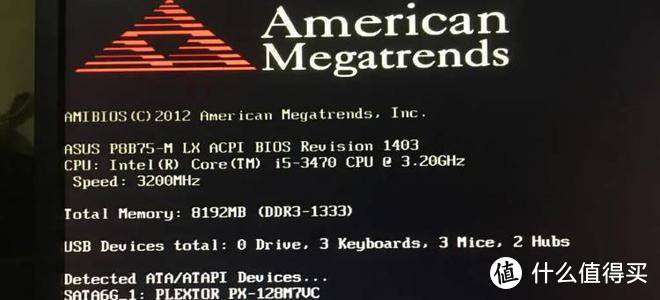 American
Megatrends
AMIBIOS(C)2012 American Megatrends, Inc.
ASUS P8B75-M LX ACPI BIOS Revision 1403
CPU: Intel(R) Core(TM) i5-3470 CPU @ 3.20GHz
Speed: 3200MHz
Total Memory: 8192MB (DDR3-1333)
USB Devices total: 0 Drive, 3 Keyboards, 3 Mice, 2 Hubs
Detected ATA/ATAPI Devices...
SATA6G_1: PLEXTOR PX-128M7VC
值 什么值得买